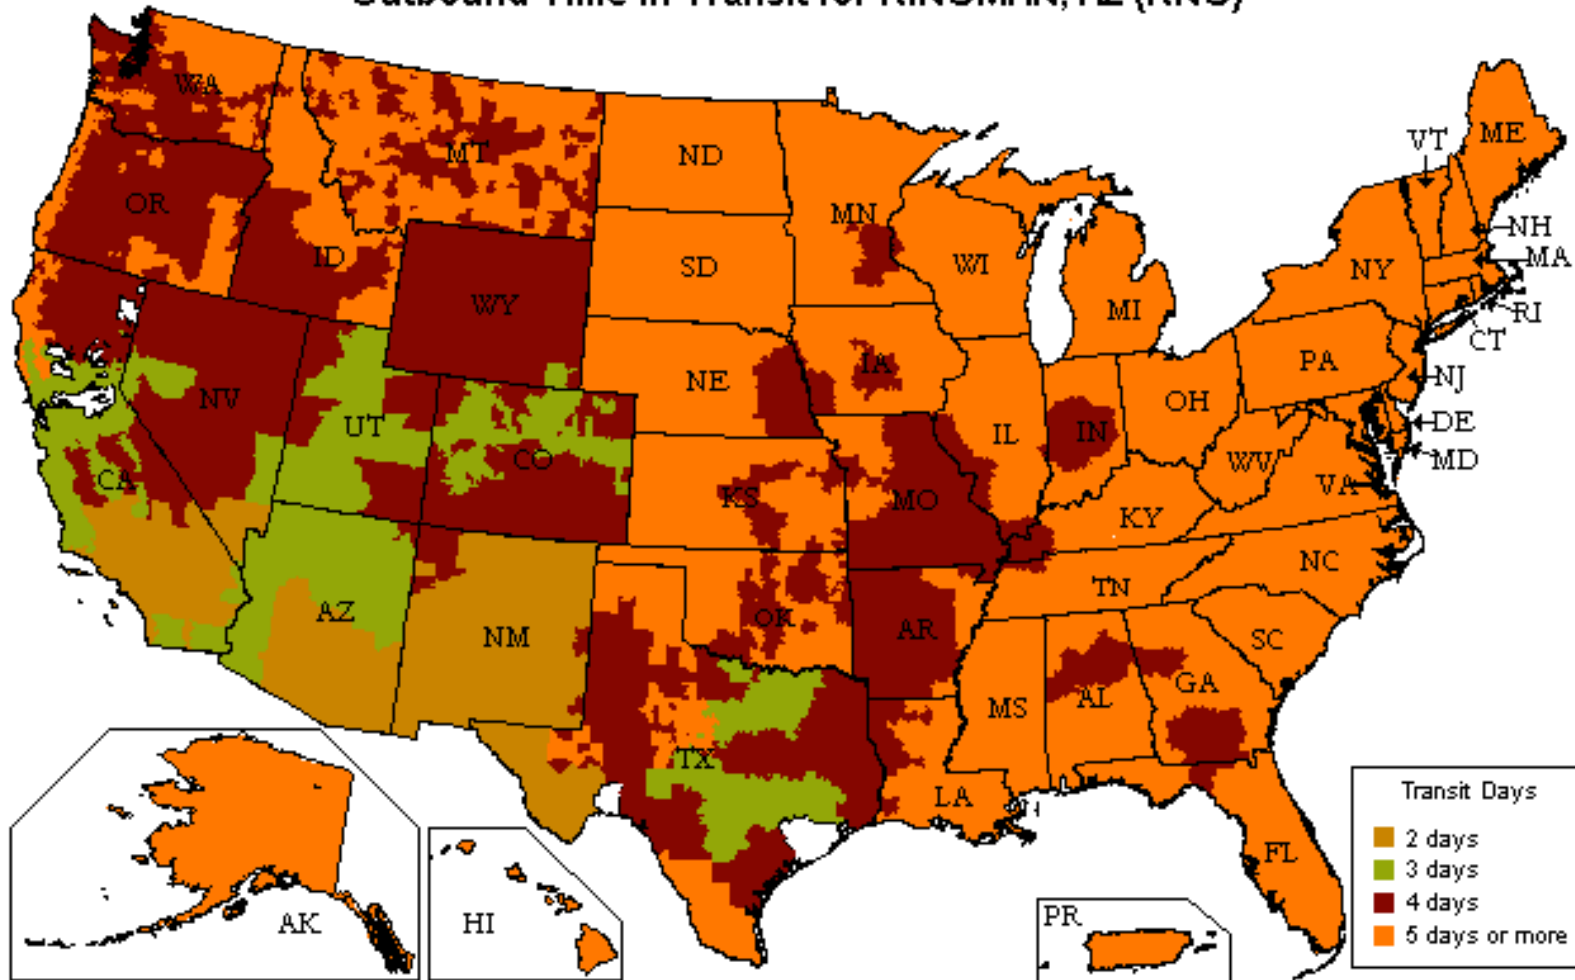 WA
MT
ND
VT
ME
OR
MN
ID
SD
WI
NY
NH
MA
WY
MI
RI
CT
NV
NE
IA
PA
NJ
UT
IL
IN
OH
DE
CO
WV
MD
CA
KS
MO
VA
KY
NC
AZ
NM
OK
AR
TN
SC
TX
MS
AL
GA
LA
FL
AK
HI
PR
Transit Days
2 days
3 days
4 days
5 days or more